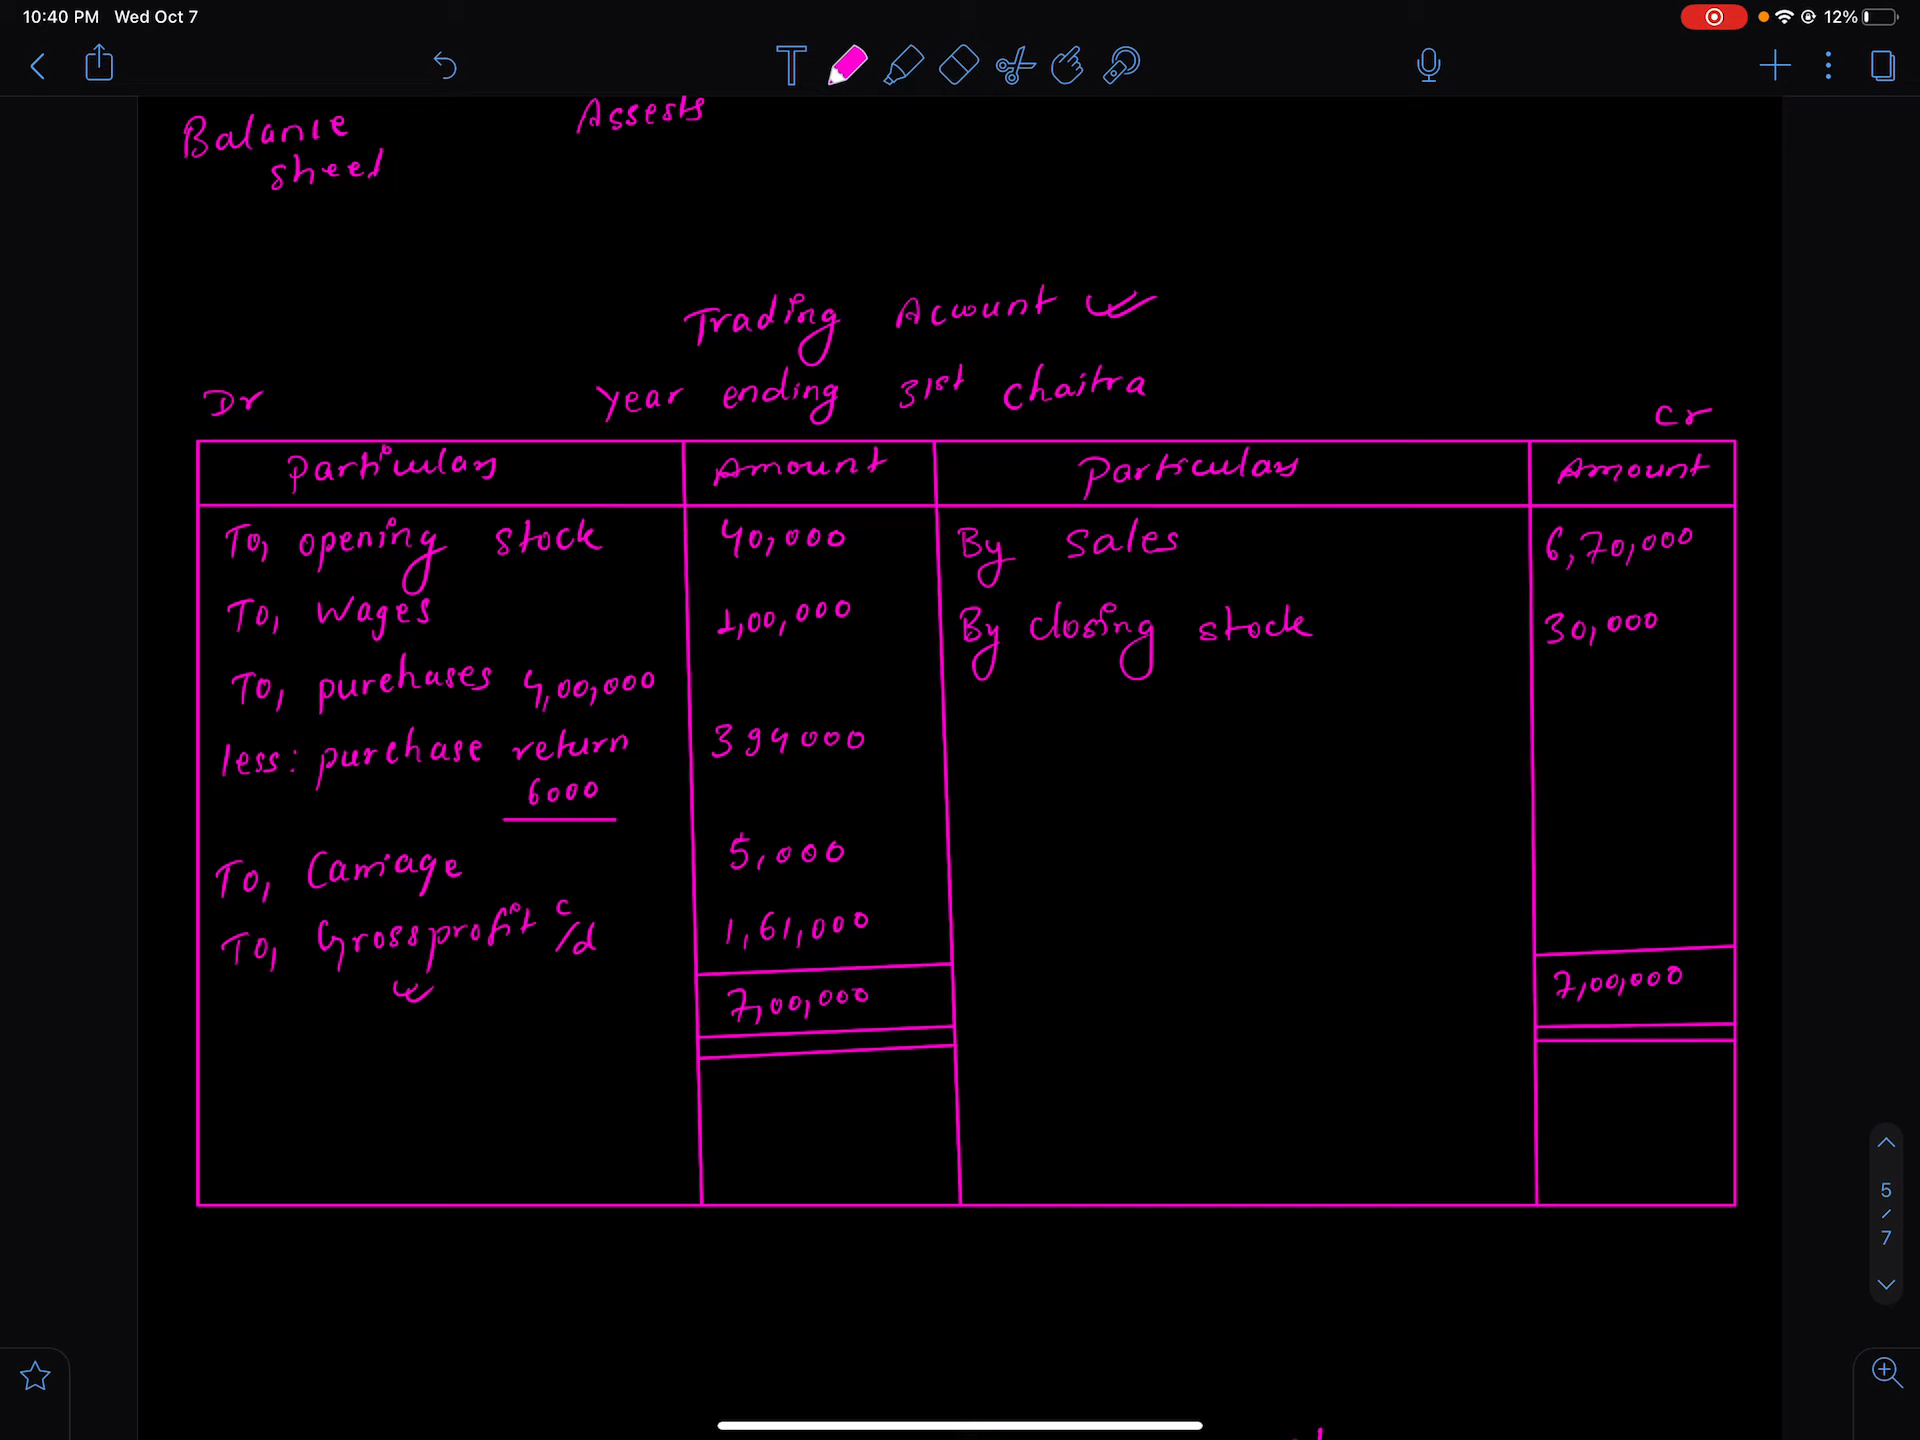 10:40 PM Wed Oct 7
12%
Assests
Balance
sheet
Trading Account
Year ending 31st Chaitra
Dr
Cr
Particulars Amount Particulars Amount
To, opening stock 40,000 By Sales 6,70,000
To, Wages 1,00,000 By closing stock 30,000
To, purchases 4,00,000
less: purchase return 394000
6000
To, Carriage 5,000
To, Gross profit c/d 1,61,000
7,00,000 7,00,000
5
/
7